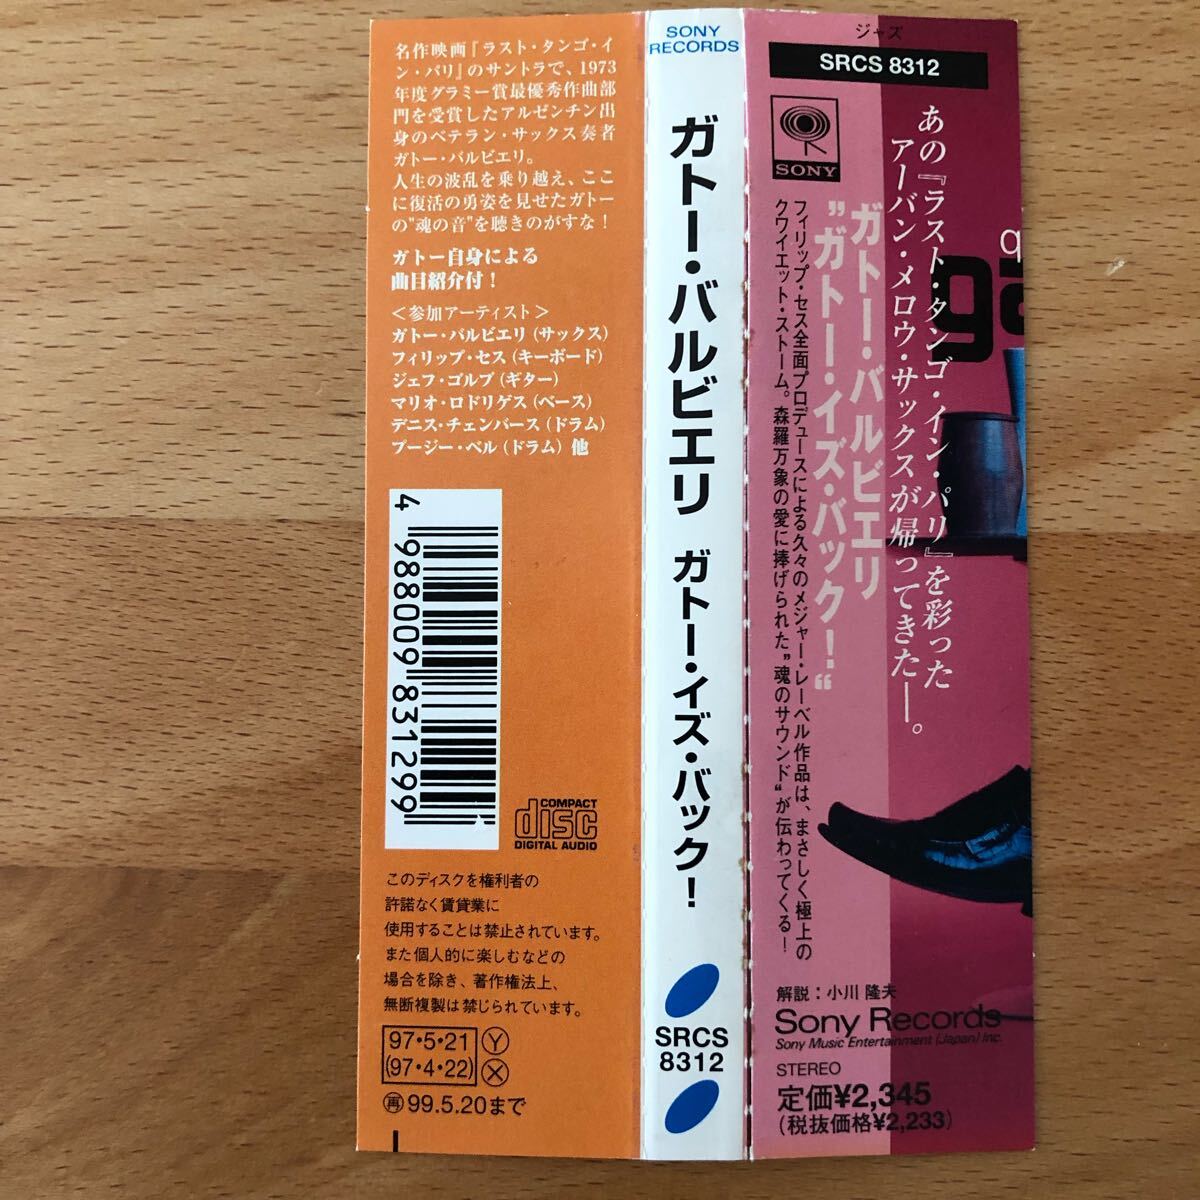 名作映画『ラスト・タンゴ・イ
ン・パリ』のサントラで、1973
年度グラミー賞最優秀作曲部
門を受賞したアルゼンチン出
身のベテラン・サックス奏者
ガトー・バルビエリ。
人生の波乱を乗り越え、ここ
に復活の勇姿を見せたガトー
の"魂の音"を聴きのがすな！
ガトー自身による
曲目紹介付！
＜参加アーティスト＞
ガトー・バルビエリ（サックス）
フィリップ・セス（キーボード）
ジェフ・ゴルブ（ギター）
マリオ・ロドリゲス（ベース）
デニス・チェンバース（ドラム）
プージー・ベル（ドラム）他
4 988009 831299
COMPACT
disc
DIGITAL AUDIO
このディスクを権利者の
許諾なく賃貸業に
使用することは禁止されています。
また個人的に楽しむなどの
場合を除き、著作権法上、
無断複製は禁じられています。
97・5・21 Ⓨ
(97・4・22) Ⓧ
㊢99.5.20まで
SONY
RECORDS
ガトー・バルビエリ ガトー・イズ・バック！
SRCS
8312
ジャズ
SRCS 8312
SONY
あの『ラスト・タンゴ・イン・パリ』を彩った
アーバン・メロウ・サックスが帰ってきた―。
ガトー・バルビエリ
"ガトー・イズ・バック！"
フィリップ・セス全面プロデュースによる久々のメジャー・レーベル作品は、まさしく極上の
クワイエット・ストーム。森羅万象の愛に捧げられた"魂のサウンド"が伝わってくる！
q
ga
解説：小川 隆夫
Sony Records
Sony Music Entertainment (Japan) Inc.
STEREO
定価¥2,345
（税抜価格¥2,233）